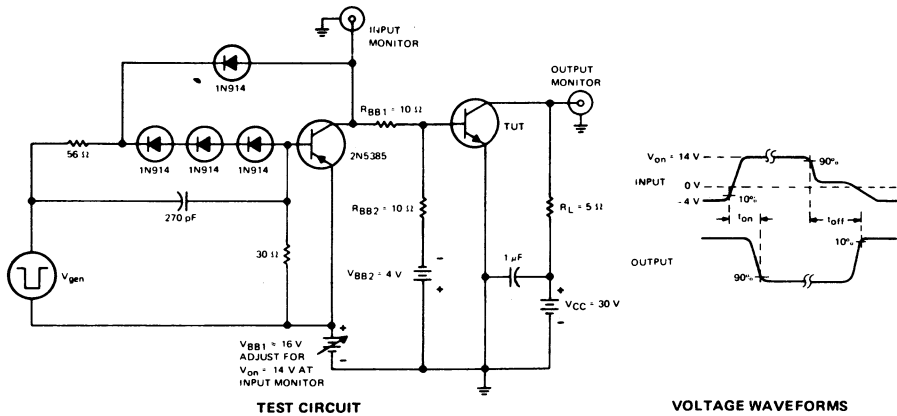 INPUT
MONITOR
OUTPUT
MONITOR
1N914
RBB1 = 10 Ω
TUT
56 Ω
1N914
1N914
1N914
2N5385
270 pF
RBB2 = 10 Ω
RL = 5 Ω
30 Ω
1 µF
Vgen
VBB2 = 4 V
VCC = 30 V
VBB1 = 16 V
ADJUST FOR
Von = 14 V AT
INPUT MONITOR
TEST CIRCUIT
Von = 14 V
90%
INPUT
0 V
-4 V
10%
ton
toff
10%
OUTPUT
90%
VOLTAGE WAVEFORMS